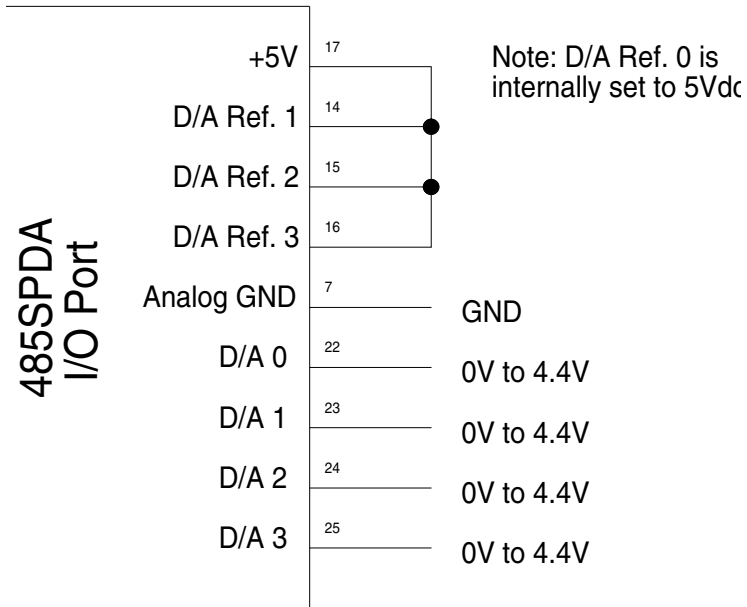 +5V 17
D/A Ref. 1 14
D/A Ref. 2 15
D/A Ref. 3 16
Analog GND 7 GND
D/A 0 22 0V to 4.4V
D/A 1 23 0V to 4.4V
D/A 2 24 0V to 4.4V
D/A 3 25 0V to 4.4V
485SPDA
I/O Port
Note: D/A Ref. 0 is
internally set to 5Vdc